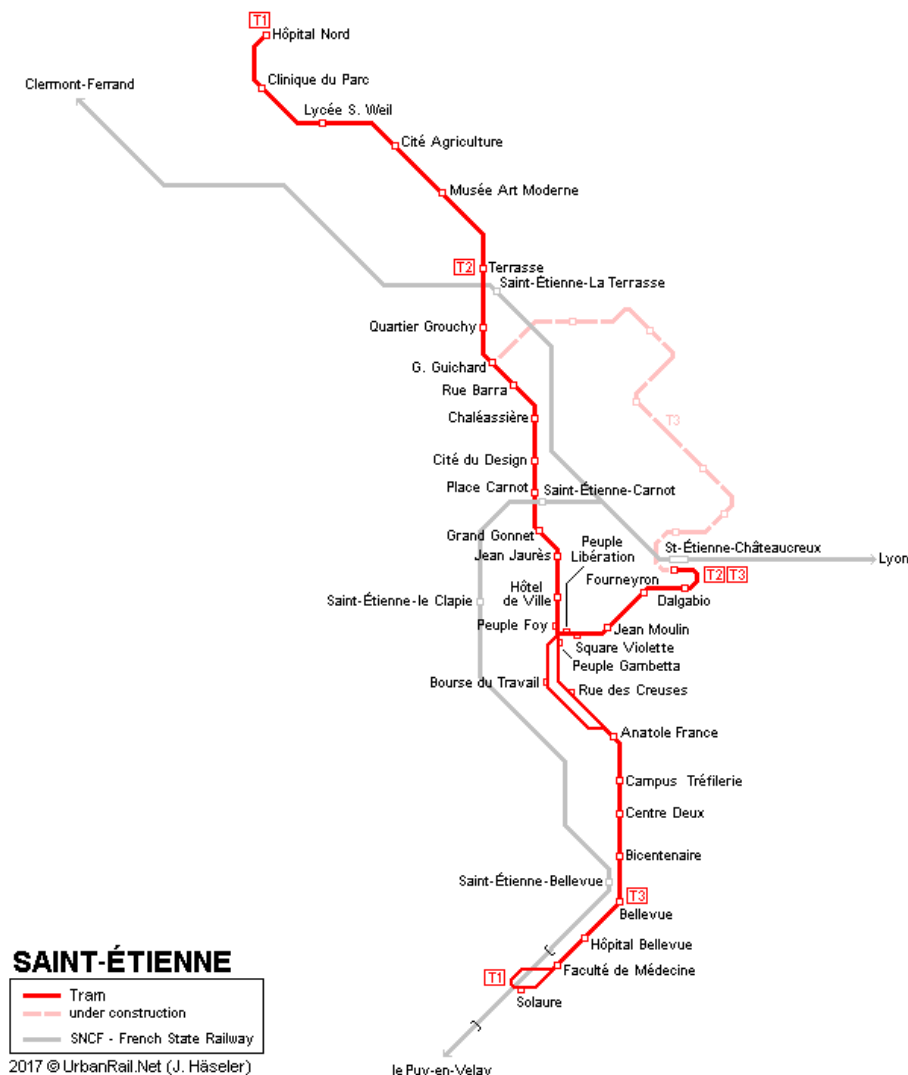 T1
Hôpital Nord
Clermont-Ferrand
Clinique du Parc
Lycée S. Weil
Cité Agriculture
Musée Art Moderne
T2
Terrasse
Saint-Étienne-La Terrasse
Quartier Grouchy
G. Guichard
Rue Barra
Chaléassière
T3
Cité du Design
Place Carnot
Saint-Étienne-Carnot
Grand Gonnet
Peuple
Libération
St-Étienne-Châteaucreux
Lyon
Jean Jaurès
Fourneyron
T2 T3
Hôtel
de Ville
Dalgabio
Saint-Étienne-le Clapie
Peuple Foy
Jean Moulin
Square Violette
Peuple Gambetta
Bourse du Travail
Rue des Creuses
Anatole France
Campus Tréfilerie
Centre Deux
Bicentenaire
Saint-Étienne-Bellevue
T3
Bellevue
Hôpital Bellevue
Faculté de Médecine
T1
Solaure
le Puy-en-Velay
SAINT-ÉTIENNE
Tram
under construction
SNCF - French State Railway
2017 © UrbanRail.Net (J. Häseler)